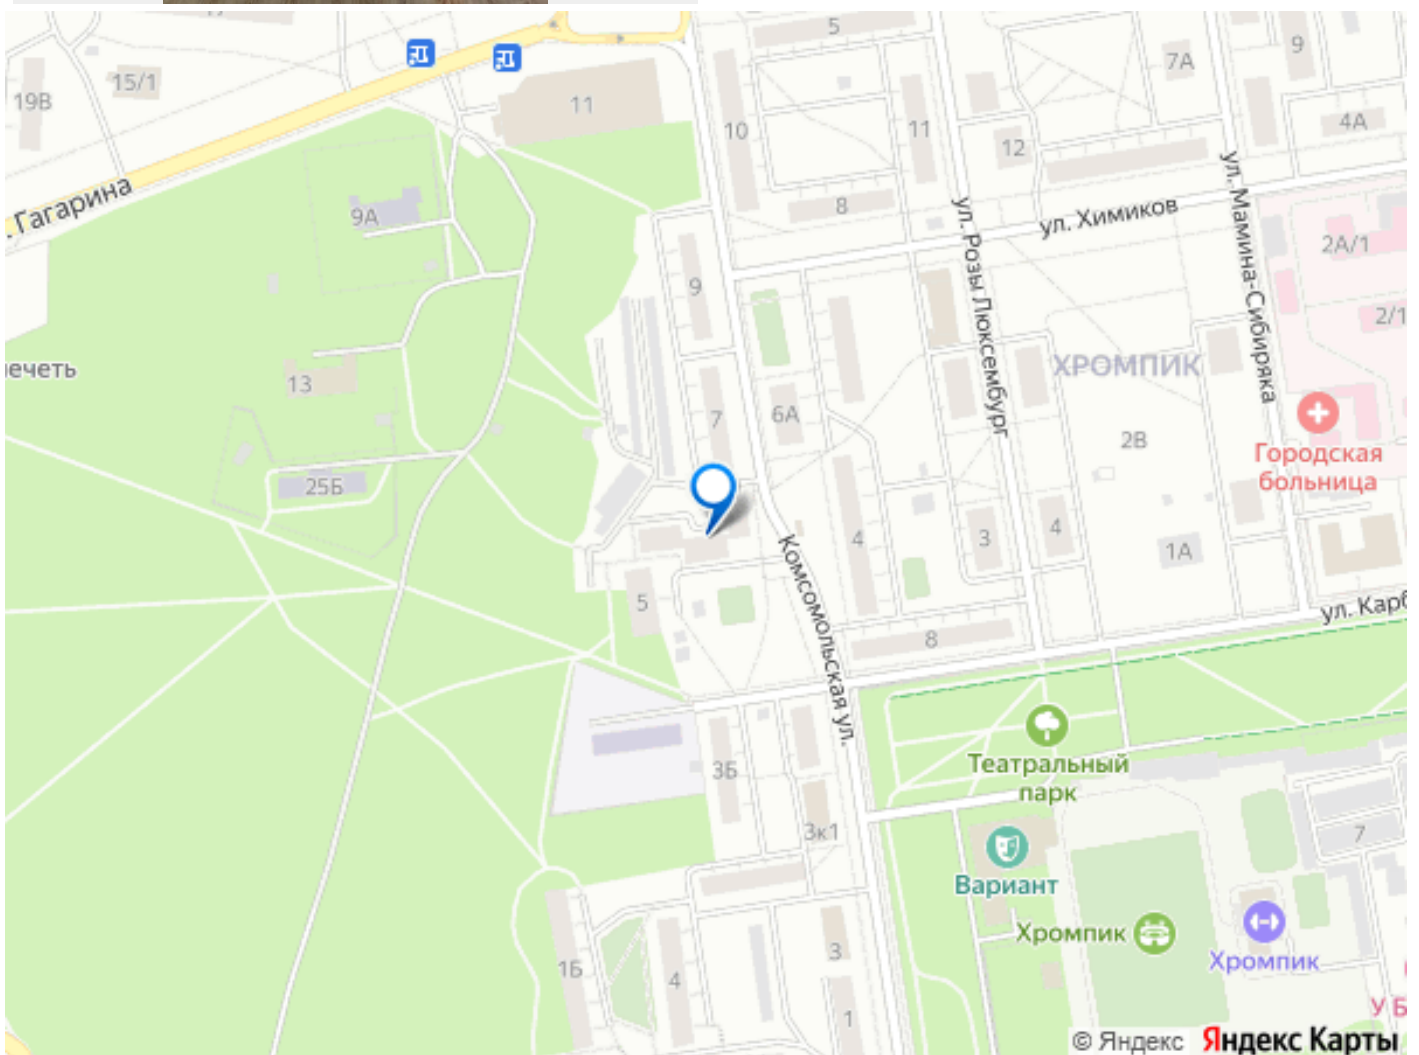 5
9
7А
15/1
19В
11
10
11
12
4А
ул. Гагарина
9А
8
ул. Химиков
ул. Мамина-Сибиряка
ул. Розы Люксембург
2А/1
9
2/1
ечеть
13
ХРОМПИК
7
6А
2В
Городская
больница
25Б
4
3
4
1А
Комсомольская ул.
5
8
ул. Карб
Театральный
парк
3Б
3к1
Вариант
7
Хромпик
Хромпик
1Б
4
3
1
У Б
© Яндекс Яндекс Карты